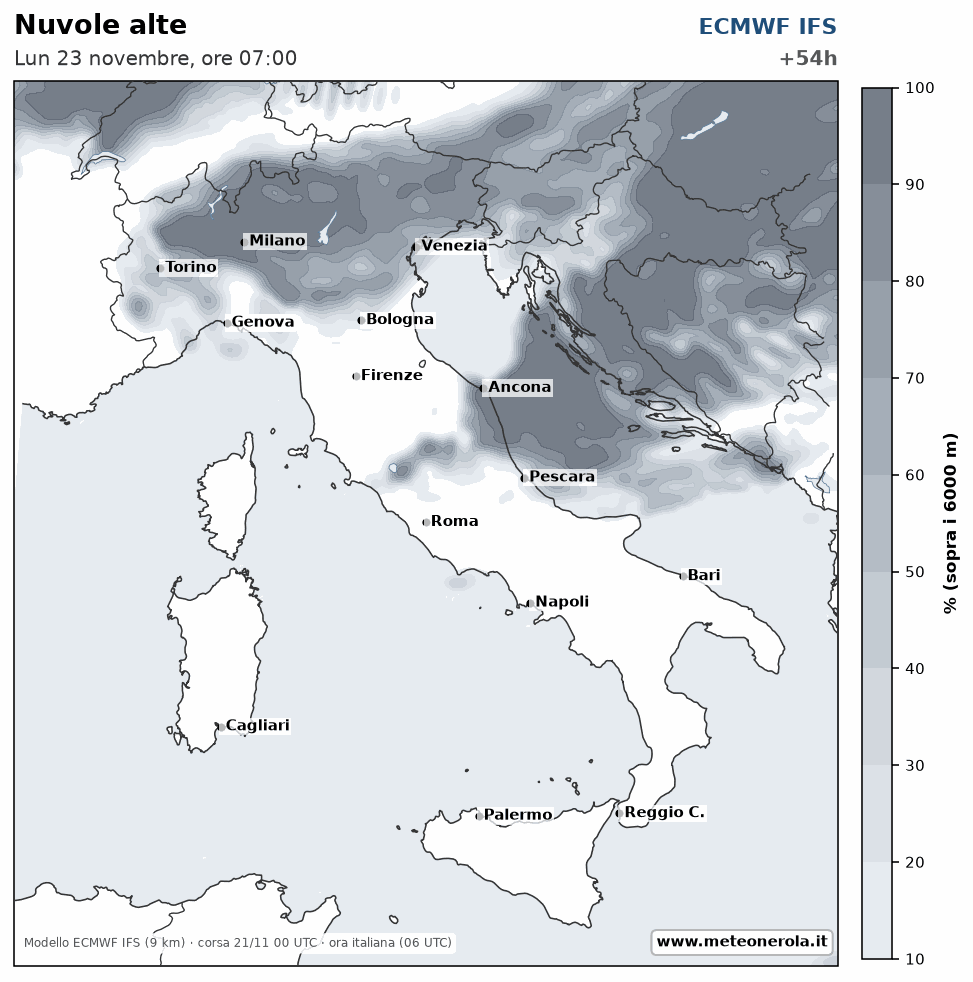 Nuvole alte
ECMWF IFS
Lun 23 novembre, ore 07:00
+54h
Milano
Venezia
Torino
Genova
Bologna
Firenze
Ancona
Pescara
Roma
Bari
Napoli
Cagliari
Palermo
Reggio C.
100
90
80
70
60
50
40
30
20
10
% (sopra i 6000 m)
Modello ECMWF IFS (9 km) · corsa 21/11 00 UTC · ora italiana (06 UTC)
www.meteonerola.it